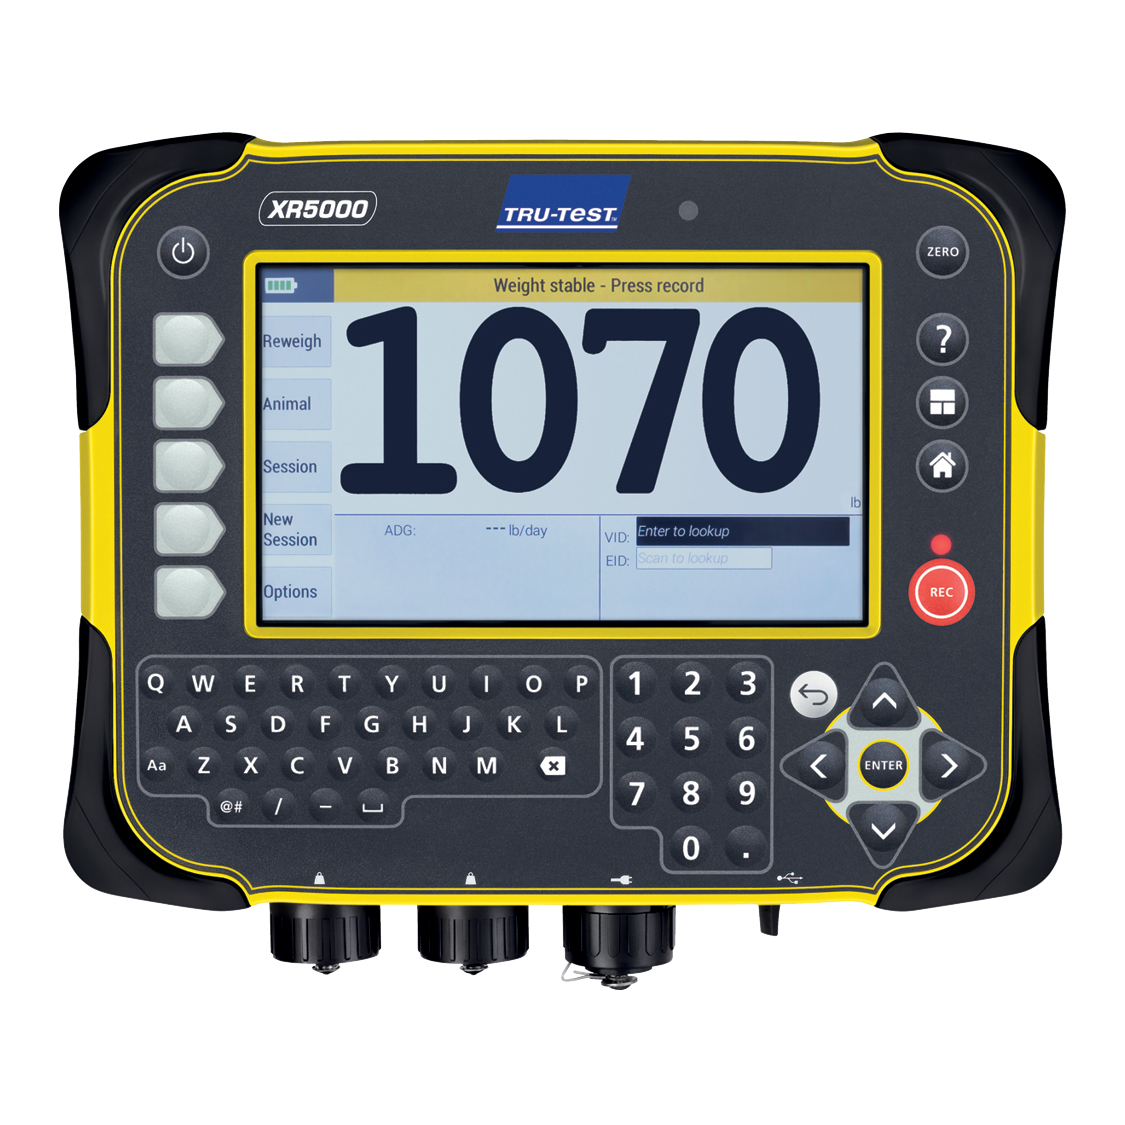 XR5000
TRU-TEST
ZERO
Weight stable - Press record
Reweigh
1070
?
Animal
Session
lb
New
Session
ADG: --- lb/day
VID: Enter to lookup
EID: Scan to lookup
Options
REC
Q W E R T Y U I O P
A S D F G H J K L
Aa Z X C V B N M
@# / –
1 2 3
4 5 6
7 8 9
0 .
ENTER